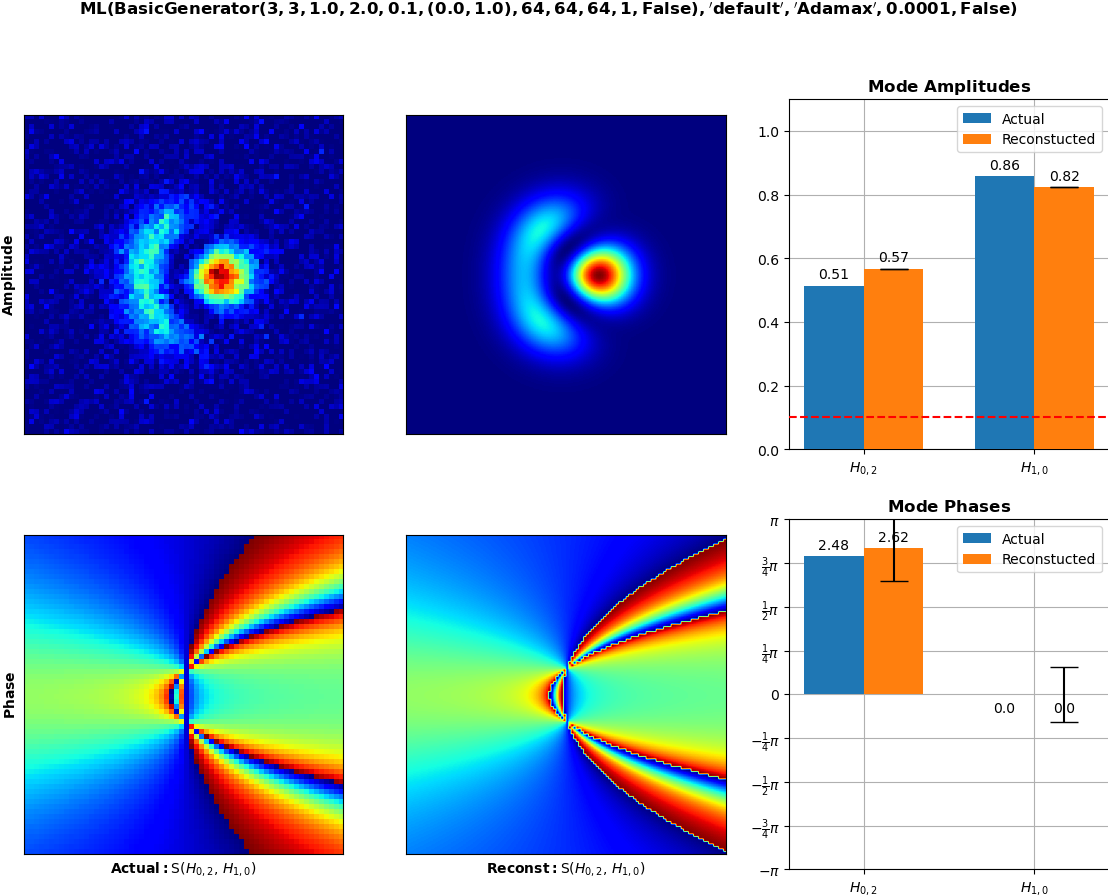 ML(BasicGenerator(3, 3, 1.0, 2.0, 0.1, (0.0, 1.0), 64, 64, 64, 1, False), ′default′, ′Adamax′, 0.0001, False)
Amplitude
Mode Amplitudes
Actual
Reconstucted
1.0
0.8
0.6
0.4
0.2
0.0
0.51
0.57
0.86
0.82
H0, 2
H1, 0
Phase
Actual: S(H0, 2, H1, 0)
Reconst: S(H0, 2, H1, 0)
Mode Phases
Actual
Reconstucted
π
3/4π
1/2π
1/4π
0
−1/4π
−1/2π
−3/4π
−π
2.48
2.62
0.0
0.0
H0, 2
H1, 0